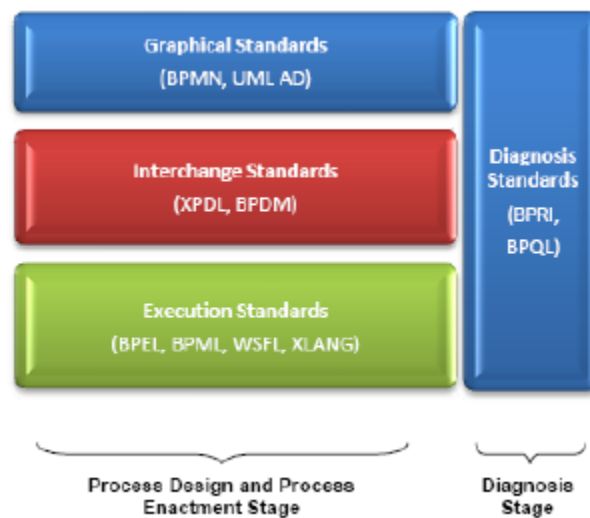 Graphical Standards
(BPMN, UML AD)
Interchange Standards
(XPDL, BPDM)
Execution Standards
(BPEL, BPML, WSFL, XLANG)
Diagnosis
Standards
(BPRI,
BPQL)
Process Design and Process
Enactment Stage
Diagnosis
Stage